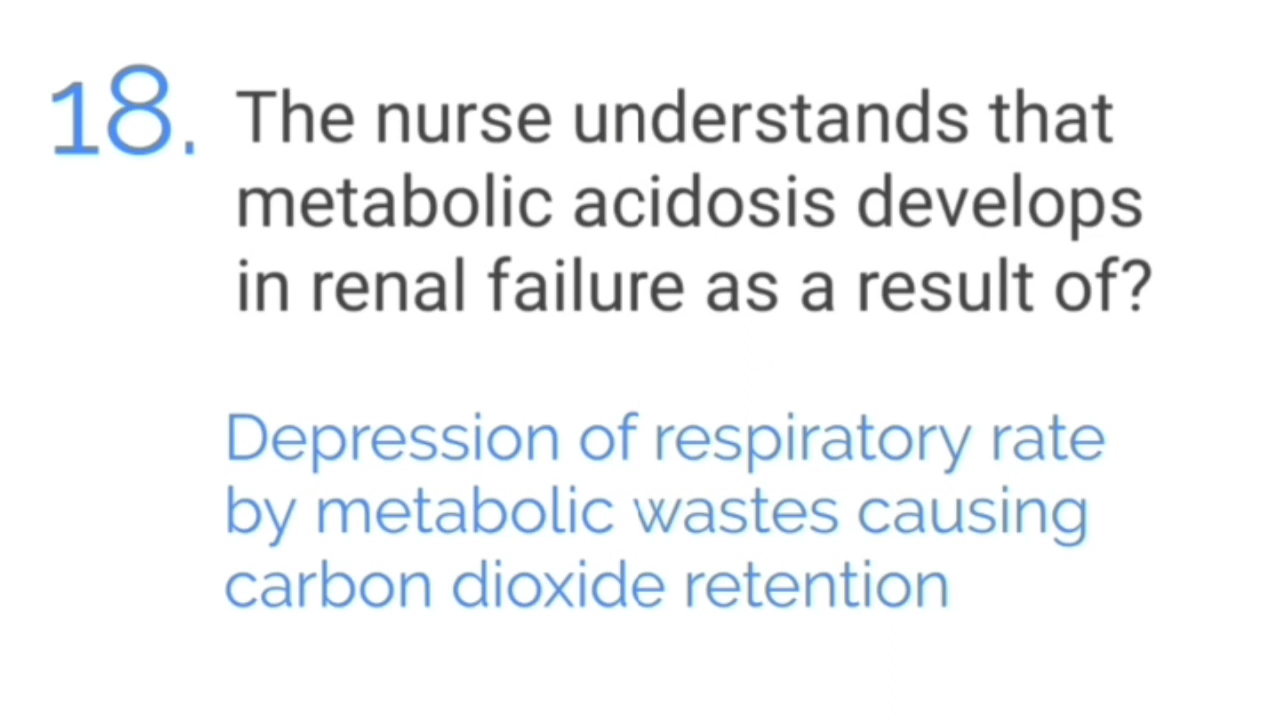 18. The nurse understands that
metabolic acidosis develops
in renal failure as a result of?
Depression of respiratory rate
by metabolic wastes causing
carbon dioxide retention